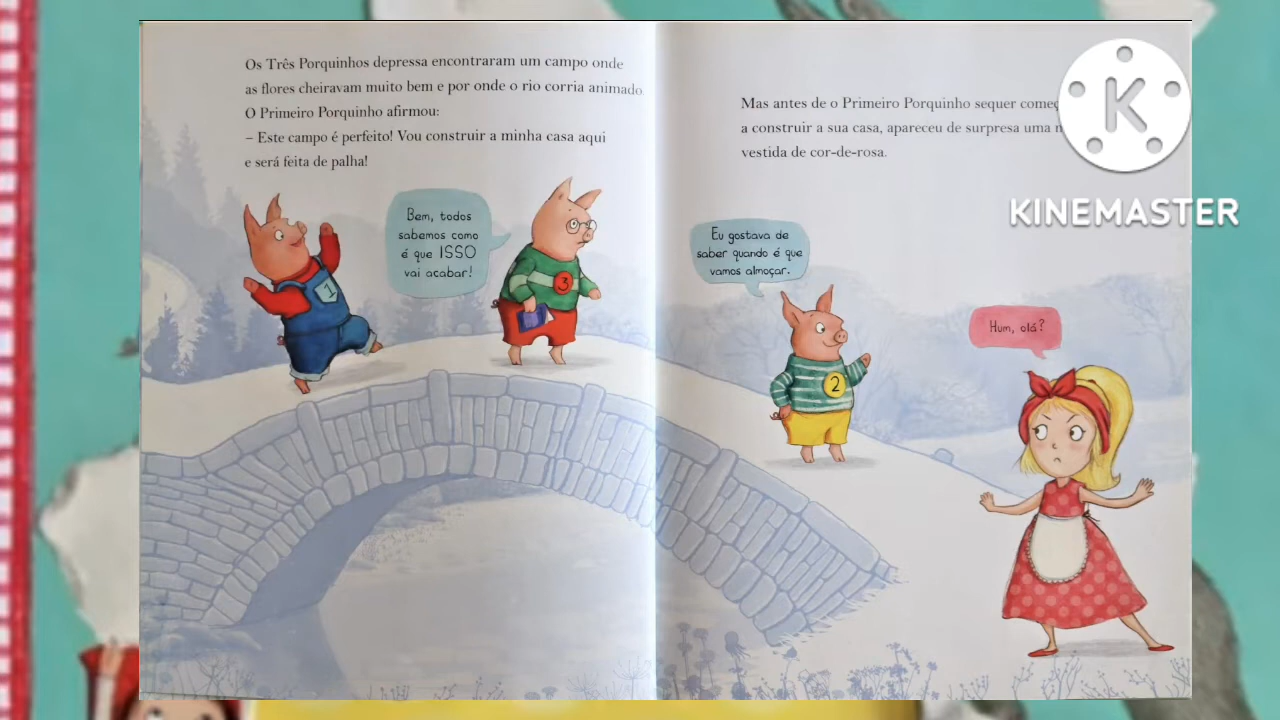 Os Três Porquinhos depressa encontraram um campo onde
as flores cheiravam muito bem e por onde o rio corria animado.
O Primeiro Porquinho afirmou:
– Este campo é perfeito! Vou construir a minha casa aqui
e será feita de palha!
Bem, todos
sabemos como
é que ISSO
vai acabar!
1
3
Mas antes de o Primeiro Porquinho sequer
a construir a sua casa, apareceu de surpresa uma
vestida de cor-de-rosa.
Eu gostava de
saber quando é que
vamos almoçar.
2
Hum, olá?
K
KINEMASTER